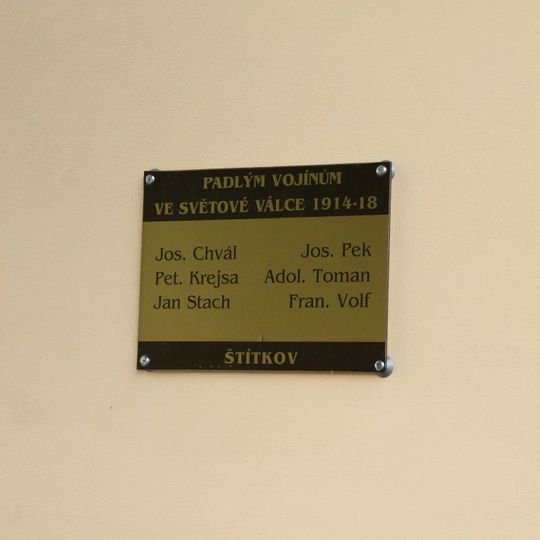 PADLÝM VOJÍNŮM
VE SVĚTOVÉ VÁLCE 1914-18
Jos. Chvál
Pet. Krejsa
Jan Stach
Jos. Pek
Adol. Toman
Fran. Volf
ŠTÍTKOV